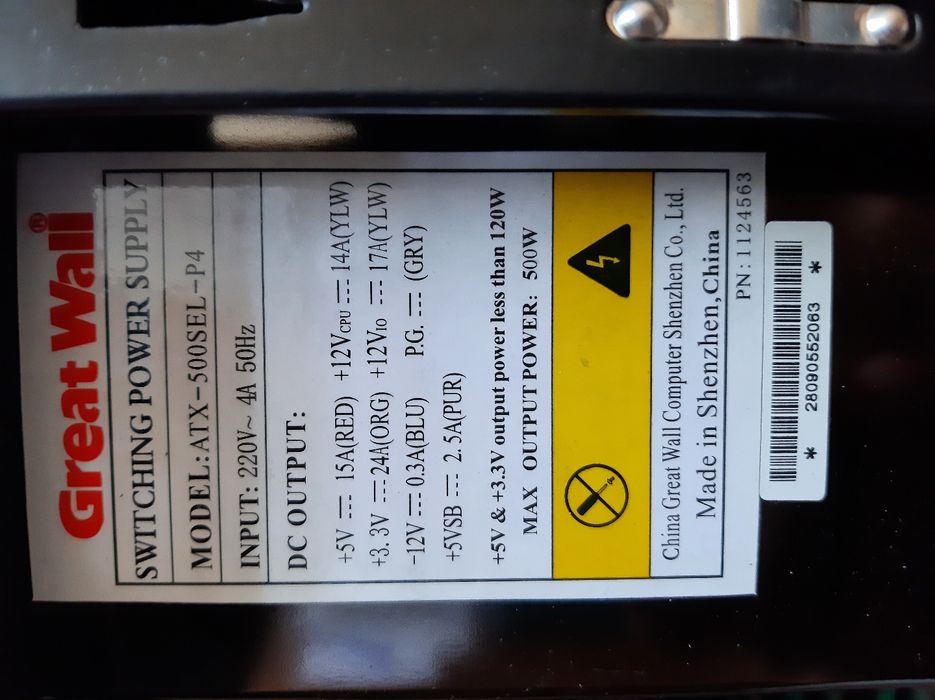 Great Wall®
SWITCHING POWER SUPPLY
MODEL: ATX-500SEL-P4
INPUT: 220V~ 4A 50Hz
DC OUTPUT:
+5V ⎓ 15A(RED) +12VCPU ⎓ 14A(YLW)
+3.3V ⎓ 24A(ORG) +12V10 ⎓ 17A(YLW)
-12V ⎓ 0.3A(BLU) P.G. ⎓ (GRY)
+5VSB ⎓ 2.5A(PUR)
+5V & +3.3V output power less than 120W
MAX OUTPUT POWER: 500W
China Great Wall Computer Shenzhen Co., Ltd.
Made in Shenzhen, China
PN: 1124563
* 28080552063 *